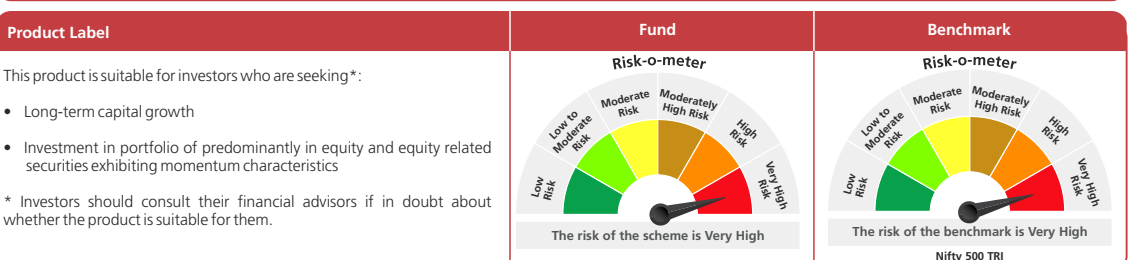 Product Label
Fund
Benchmark
This product is suitable for investors who are seeking*:
• Long-term capital growth
• Investment in portfolio of predominantly in equity and equity related
securities exhibiting momentum characteristics
* Investors should consult their financial advisors if in doubt about
whether the product is suitable for them.
Risk-o-meter
Low
Risk
Low to
Moderate
Risk
Moderate
Risk
Moderately
High Risk
High
Risk
Very High
Risk
The risk of the scheme is Very High
Risk-o-meter
Low
Risk
Low to
Moderate
Risk
Moderate
Risk
Moderately
High Risk
High
Risk
Very High
Risk
The risk of the benchmark is Very High
Nifty 500 TRI